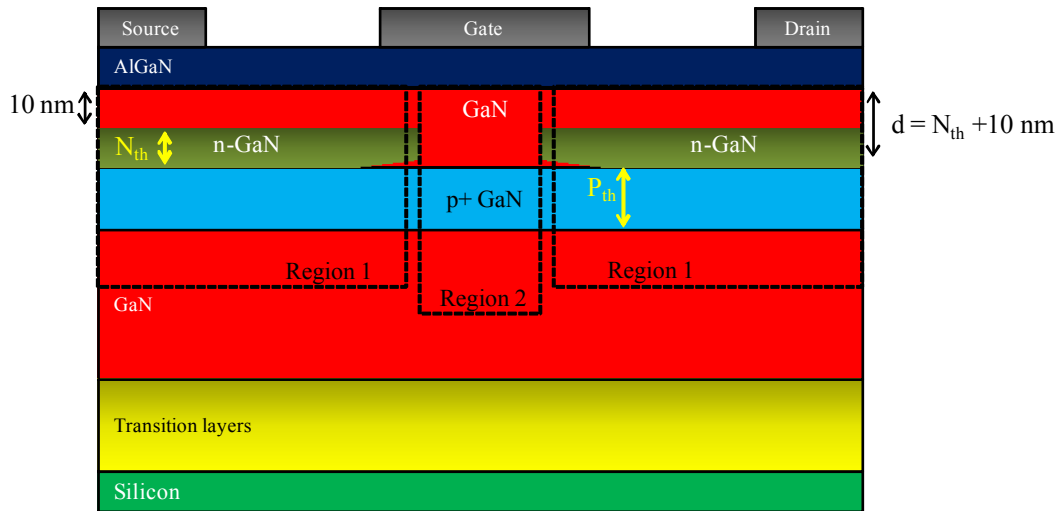 Source
Gate
Drain
AlGaN
10 nm
GaN
d = Nth +10 nm
Nth
n-GaN
n-GaN
Pth
p+ GaN
Region 1
Region 1
Region 2
GaN
Transition layers
Silicon